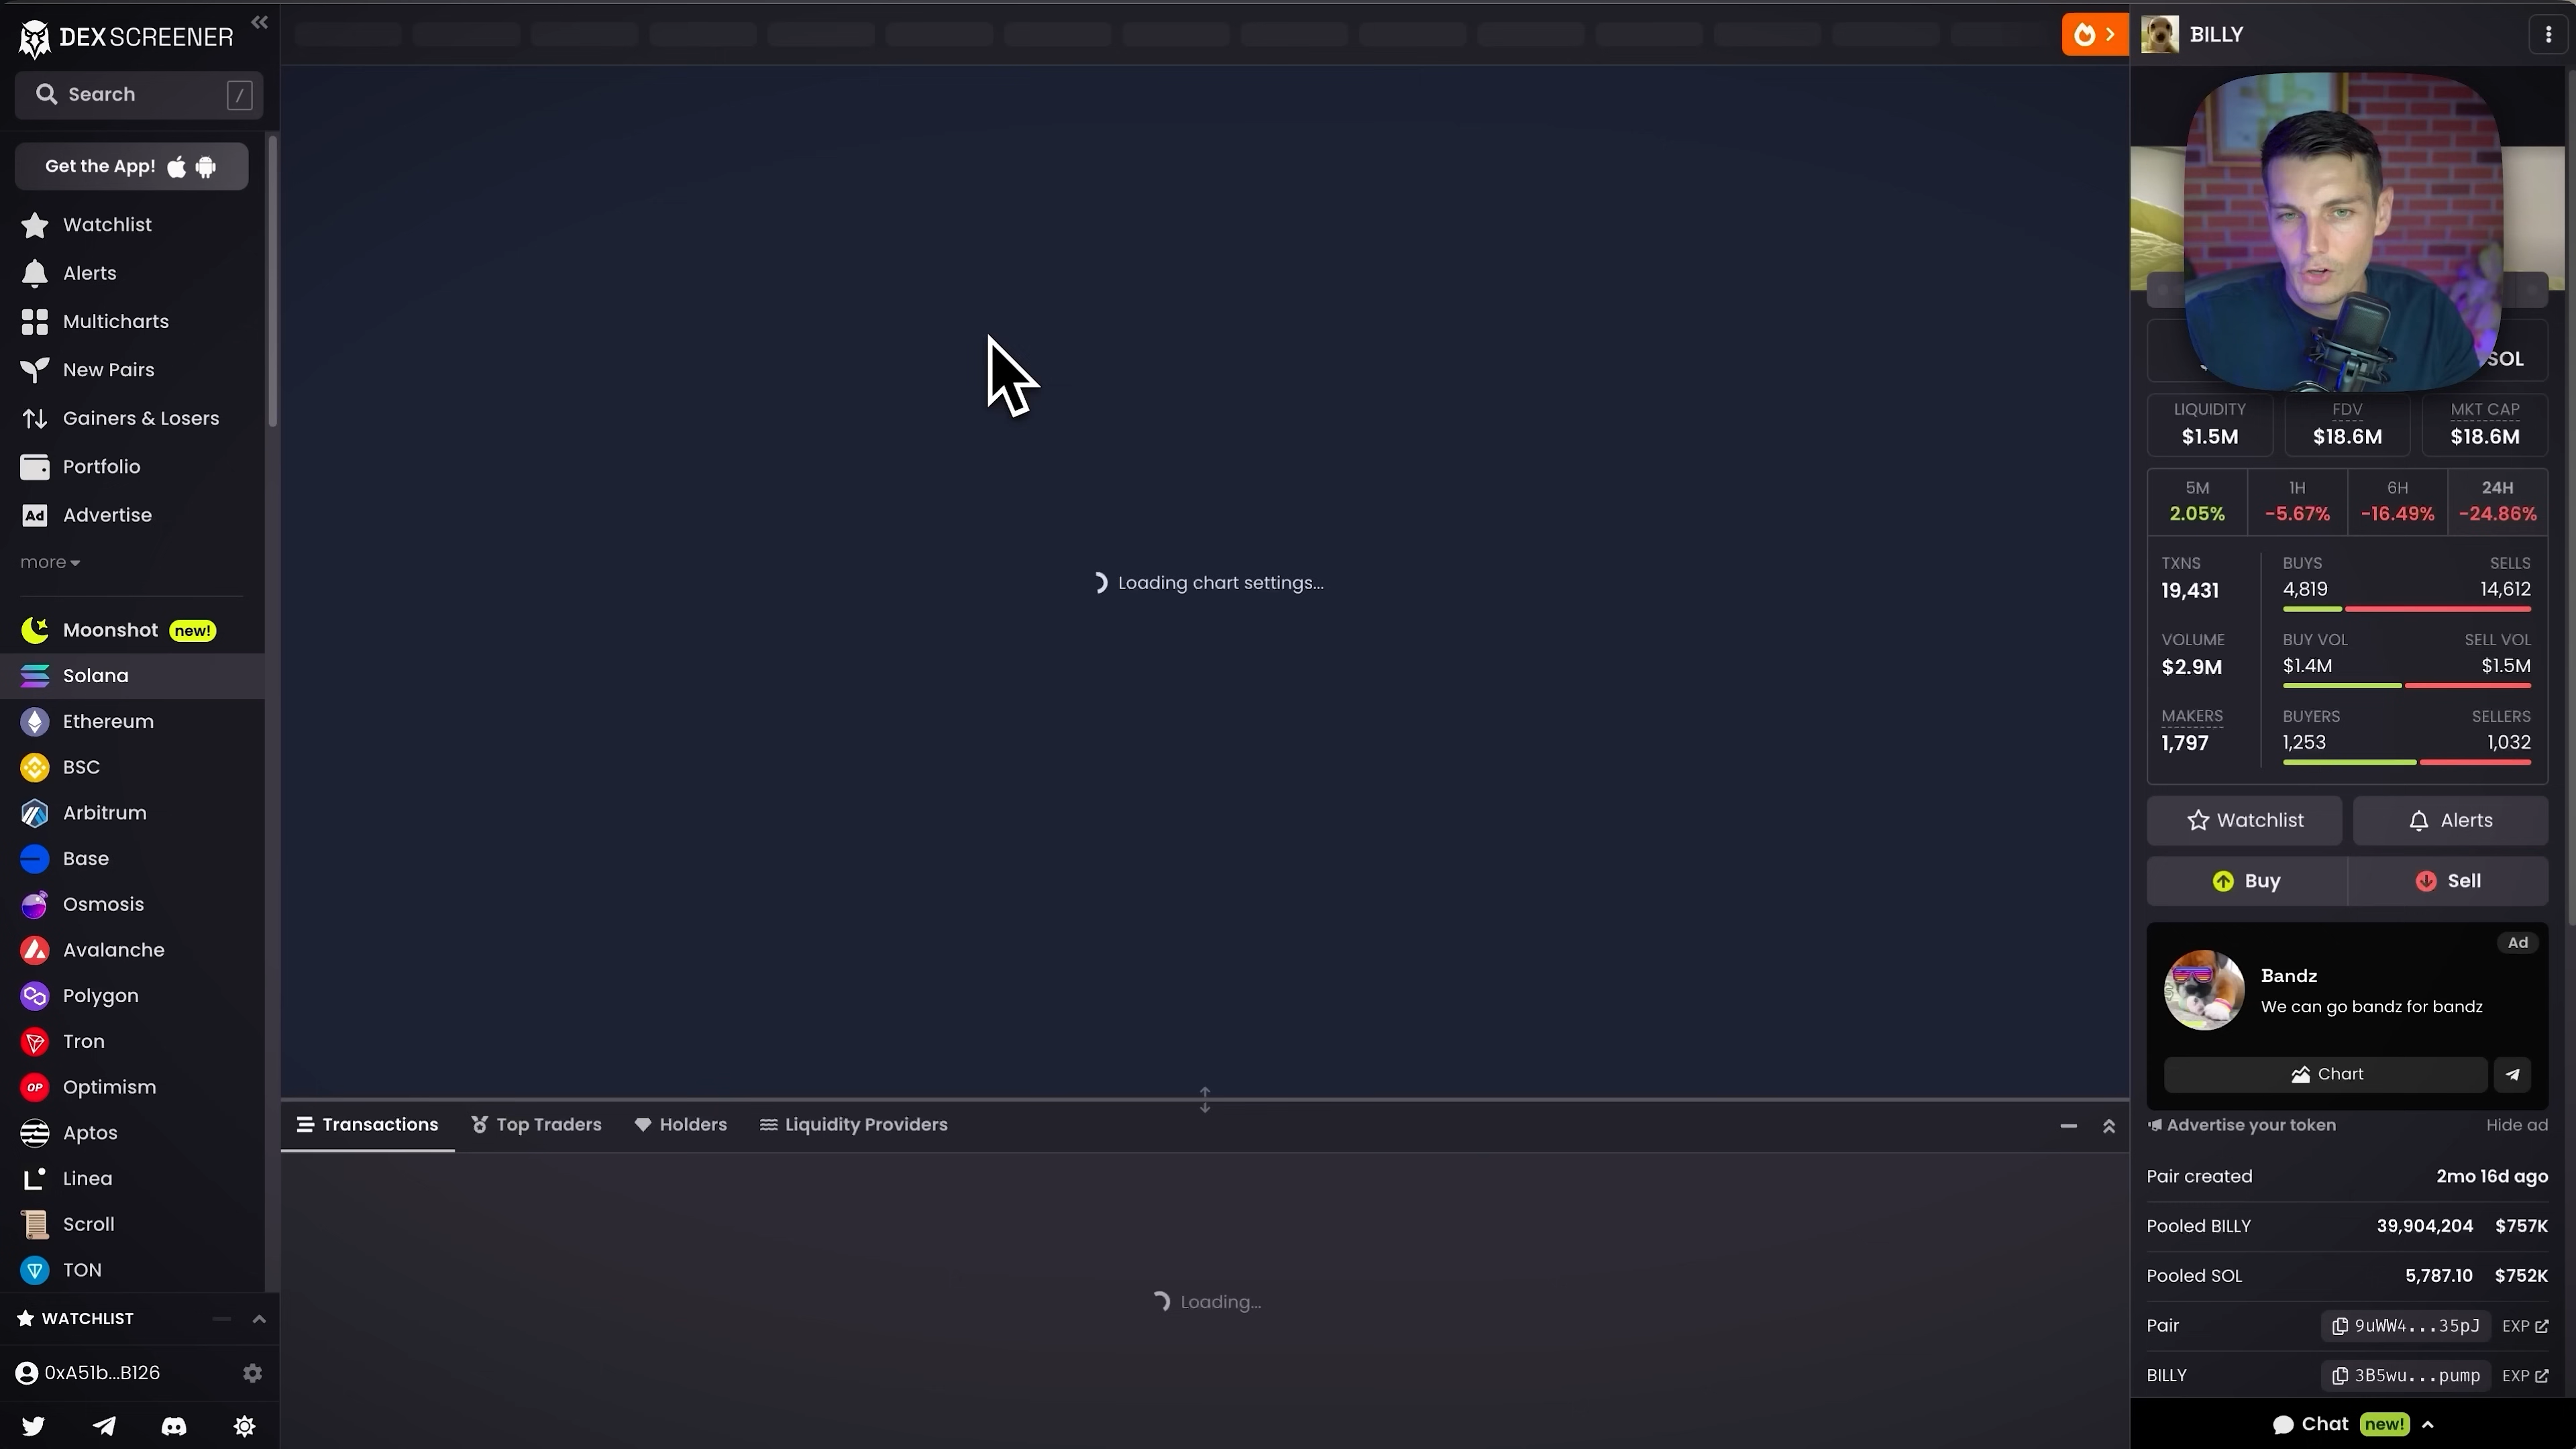 DEX SCREENER
Search /
Get the App!
Watchlist
Alerts
Multicharts
New Pairs
Gainers & Losers
Portfolio
Ad Advertise
more
Moonshot new!
Solana
Ethereum
BSC
Arbitrum
Base
Osmosis
Avalanche
Polygon
Tron
OP Optimism
Aptos
Linea
Scroll
TON
WATCHLIST
0xA51b...B126
Loading chart settings...
Transactions Top Traders Holders Liquidity Providers
Loading...
BILLY
SOL
LIQUIDITY FDV MKT CAP
$1.5M $18.6M $18.6M
5M 1H 6H 24H
2.05% -5.67% -16.49% -24.86%
TXNS BUYS SELLS
19,431 4,819 14,612
VOLUME BUY VOL SELL VOL
$2.9M $1.4M $1.5M
MAKERS BUYERS SELLERS
1,797 1,253 1,032
Watchlist Alerts
Buy Sell
Ad
Bandz
We can go bandz for bandz
Chart
Advertise your token Hide ad
Pair created 2mo 16d ago
Pooled BILLY 39,904,204 $757K
Pooled SOL 5,787.10 $752K
Pair 9uWW4...35pJ EXP
BILLY 3B5wu...pump EXP
Chat new!